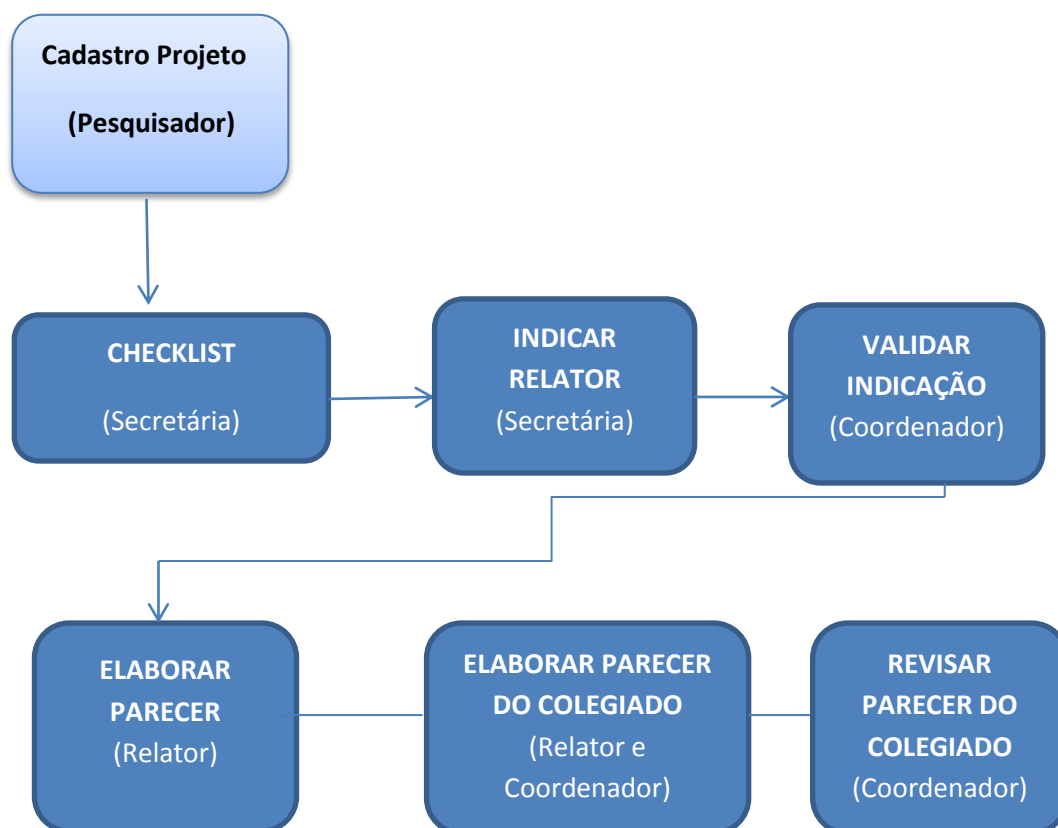 Cadastro Projeto
(Pesquisador)
CHECKLIST
(Secretária)
INDICAR
RELATOR
(Secretária)
VALIDAR
INDICAÇÃO
(Coordenador)
ELABORAR
PARECER
(Relator)
ELABORAR PARECER
DO COLEGIADO
(Relator e
Coordenador)
REVISAR
PARECER DO
COLEGIADO
(Coordenador)